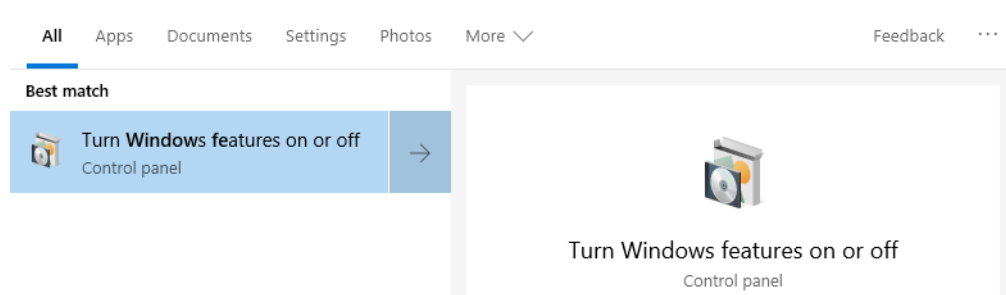 All Apps Documents Settings Photos More Feedback ...
Best match
Turn Windows features on or off
Control panel
Turn Windows features on or off
Control panel